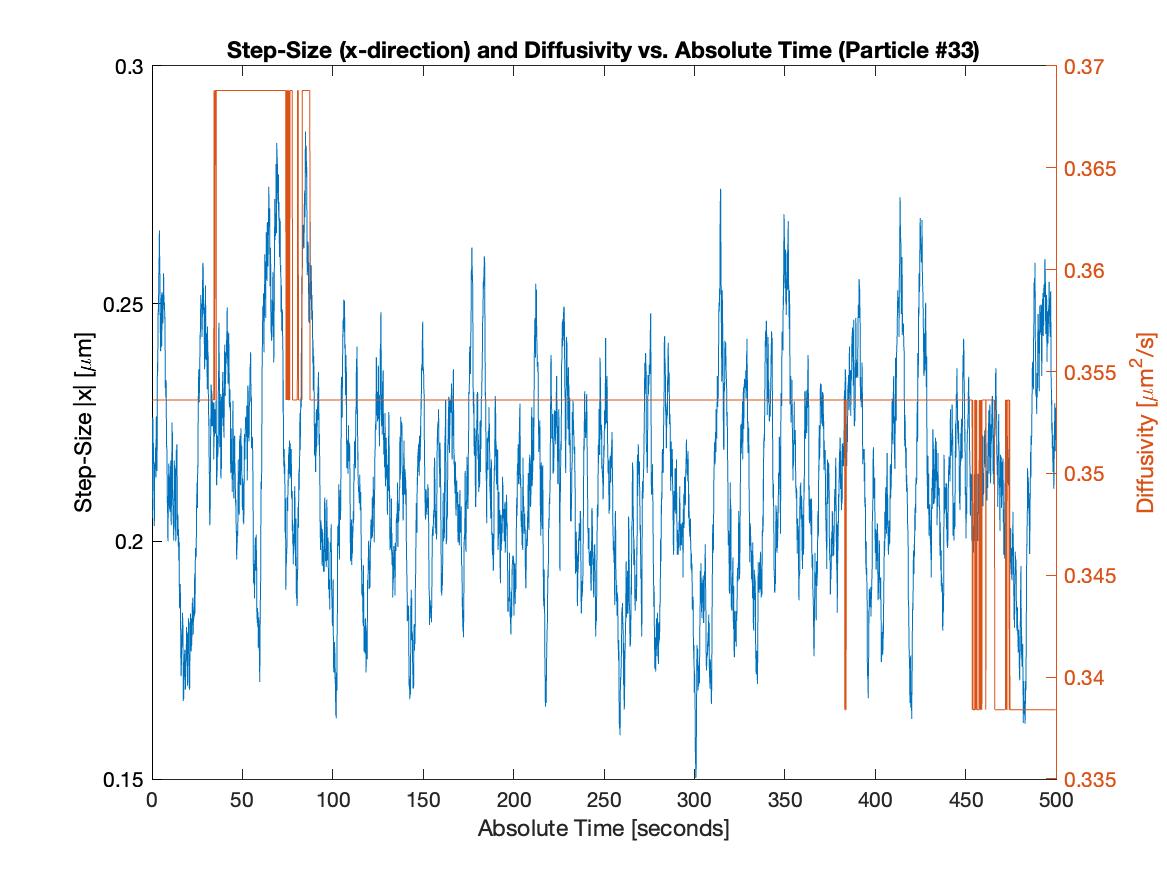 Step-Size (x-direction) and Diffusivity vs. Absolute Time (Particle #33)
0.3
0.25
0.2
0.15
Step-Size |x| [μm]
0.37
0.365
0.36
0.355
0.35
0.345
0.34
0.335
Diffusivity [μm²/s]
0 50 100 150 200 250 300 350 400 450 500
Absolute Time [seconds]